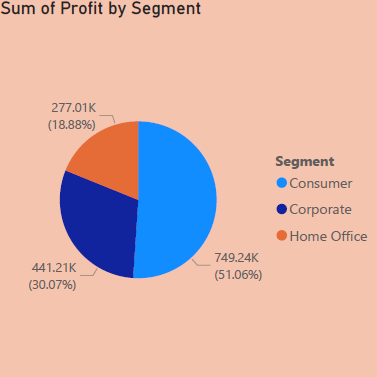 Sum of Profit by Segment
277.01K
(18.88%)
Segment
Consumer
Corporate
Home Office
749.24K
(51.06%)
441.21K
(30.07%)